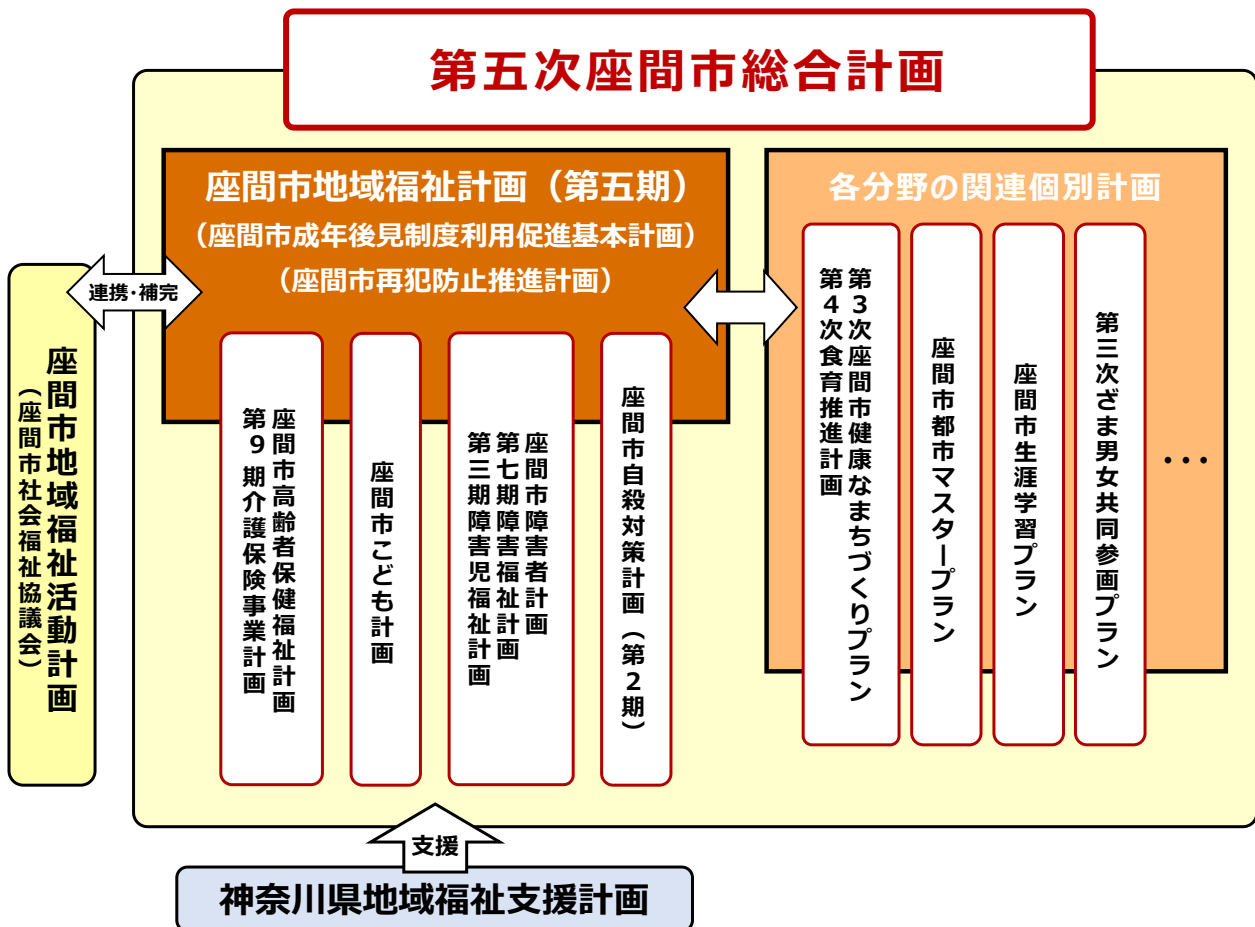 第五次座間市総合計画
座間市地域福祉計画（第五期）
（座間市成年後見制度利用促進基本計画）
（座間市再犯防止推進計画）
各分野の関連個別計画
連携・補完
座間市地域福祉活動計画
（座間市社会福祉協議会）
座間市高齢者保健福祉計画
第９期介護保険事業計画
座間市こども計画
座間市障害者計画
第七期障害福祉計画
第三期障害児福祉計画
座間市自殺対策計画（第２期）
第３次座間市健康なまちづくりプラン
第４次食育推進計画
座間市都市マスタープラン
座間市生涯学習プラン
第三次ざま男女共同参画プラン
・・・
支援
神奈川県地域福祉支援計画